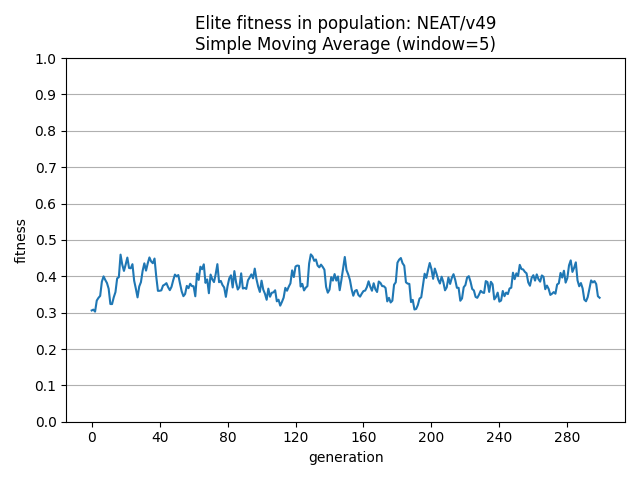 Elite fitness in population: NEAT/v49
Simple Moving Average (window=5)
1.0
0.9
0.8
0.7
0.6
0.5
0.4
0.3
0.2
0.1
0.0
fitness
0 40 80 120 160 200 240 280
generation